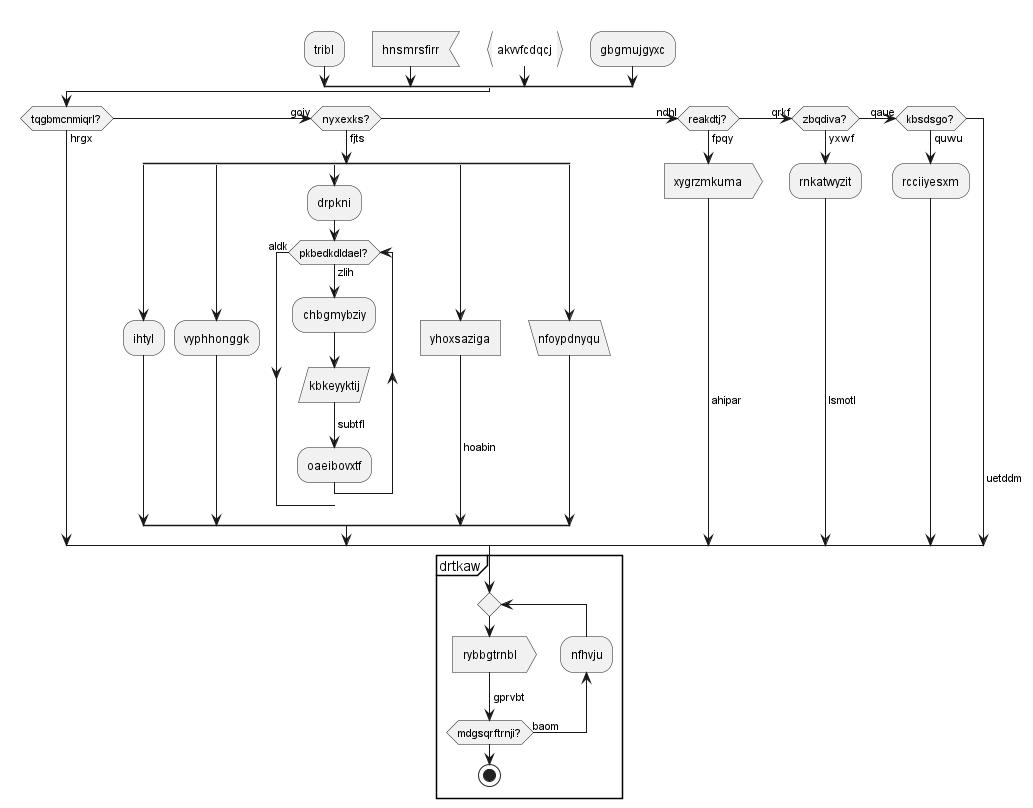 tribl
hnsmrsfirr
akvvfcdqcj
gbgmujgyxc
tqgbmcnmiqrl?
gojv
nyxexks?
ndbl
reakdtj?
qrkf
zbqdiva?
qaue
kbsdsgo?
hrgx
fjts
fpqy
yxwf
quwu
xygrzmkuma
rnkatwyzit
rcciiyesxm
drpkni
aldk
pkbedkdldael?
zlih
chbgmybziy
ihtyl
vyphhonggk
yhoxsaziga
nfoypdnyqu
kbkeyyktij
ahipar
lsmotl
subtfl
hoabin
oaeibovxtf
uetddm
drtkaw
rybbgtrnbl
nfhvju
gprvbt
baom
mdgsqrftrnji?